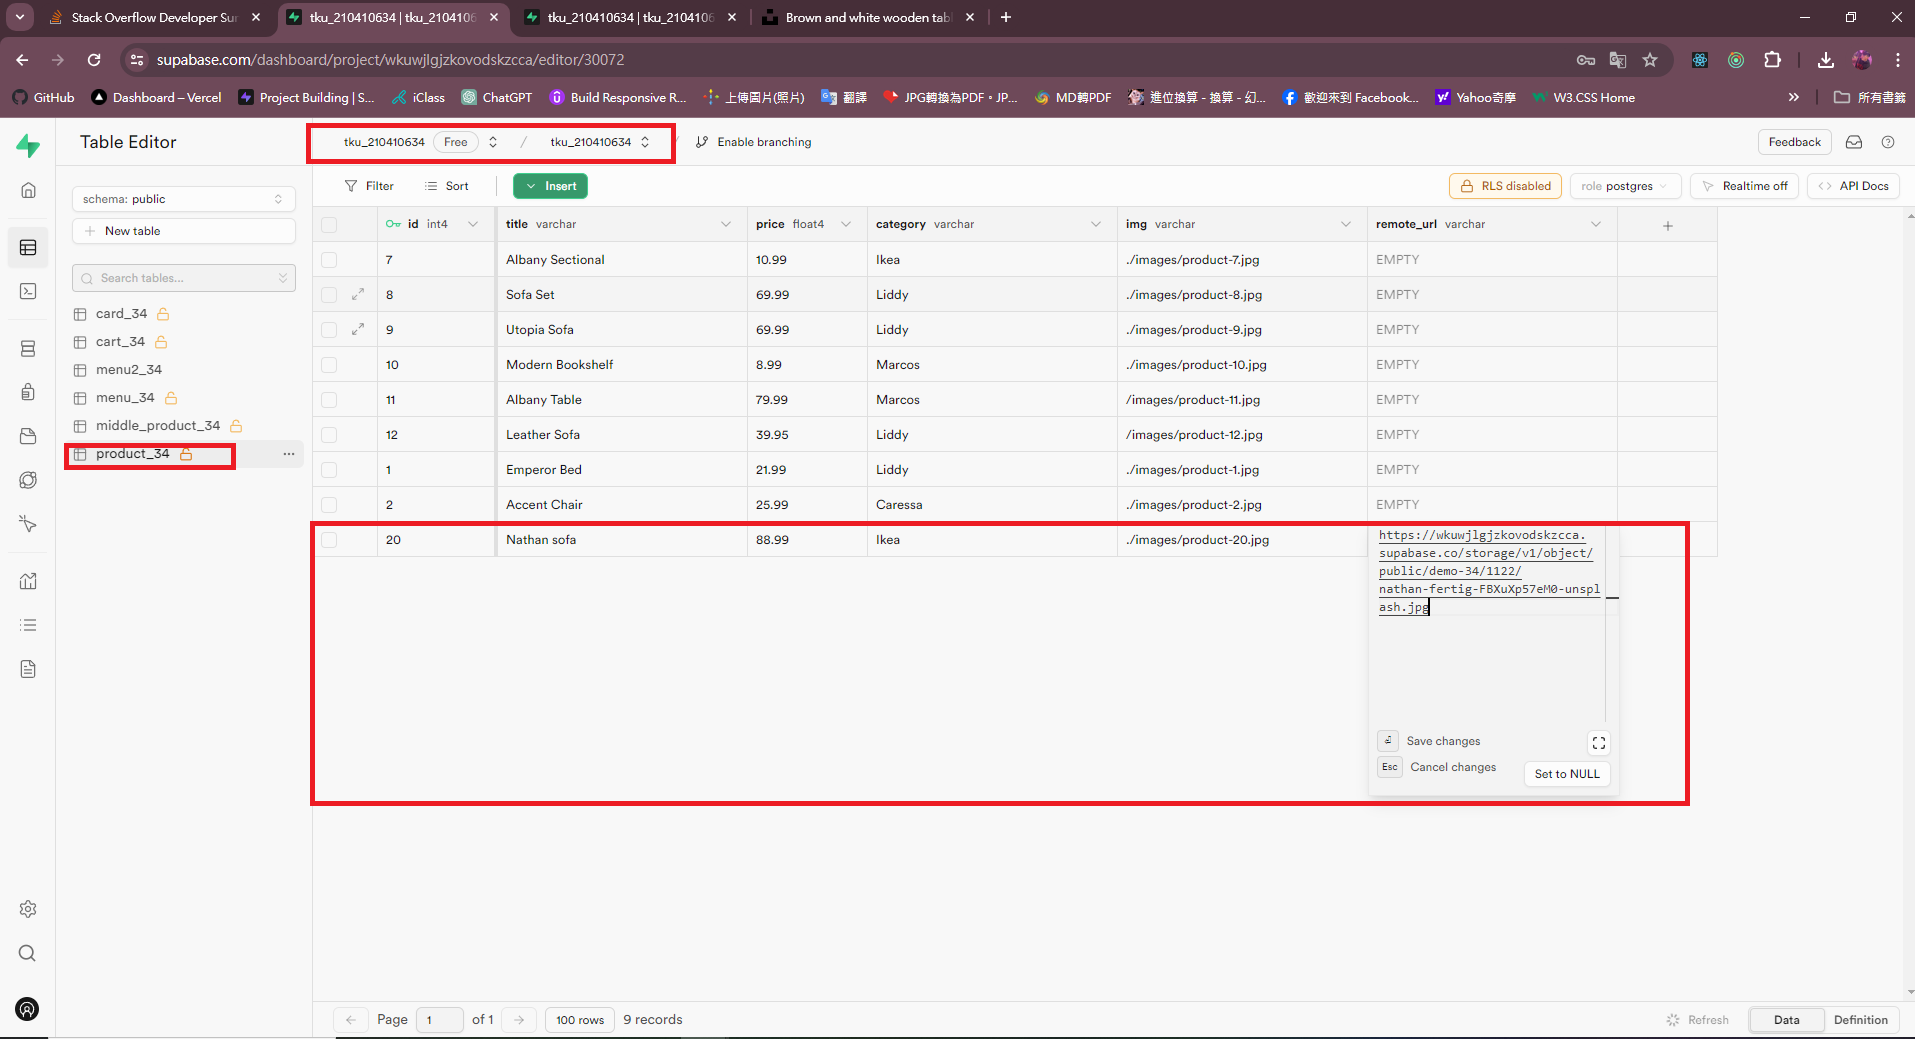 Stack Overflow Developer Sur
tku_210410634 | tku_2104106
tku_210410634 | tku_2104106
Brown and white wooden tab
supabase.com/dashboard/project/wkuwjlgjzkovodskzcca/editor/30072
GitHub
Dashboard – Vercel
Project Building | S...
iClass
ChatGPT
Build Responsive R...
上傳圖片(照片)
翻譯
JPG轉換為PDF。JP...
MD轉PDF
進位換算 - 換算 - 幻...
歡迎來到 Facebook...
Yahoo奇摩
W3.CSS Home
所有書籤
Table Editor
tku_210410634 Free / tku_210410634
Enable branching
Feedback
schema: public
New table
Search tables...
card_34
cart_34
menu2_34
menu_34
middle_product_34
product_34
Filter
Sort
Insert
RLS disabled
role postgres
Realtime off
API Docs
id int4 title varchar price float4 category varchar img varchar remote_url varchar
7 Albany Sectional 10.99 Ikea ./images/product-7.jpg EMPTY
8 Sofa Set 69.99 Liddy ./images/product-8.jpg EMPTY
9 Utopia Sofa 69.99 Liddy ./images/product-9.jpg EMPTY
10 Modern Bookshelf 8.99 Marcos ./images/product-10.jpg EMPTY
11 Albany Table 79.99 Marcos /images/product-11.jpg EMPTY
12 Leather Sofa 39.95 Liddy /images/product-12.jpg EMPTY
1 Emperor Bed 21.99 Liddy ./images/product-1.jpg EMPTY
2 Accent Chair 25.99 Caressa ./images/product-2.jpg EMPTY
20 Nathan sofa 88.99 Ikea ./images/product-20.jpg
https://wkuwjlgjzkovodskzcca.
supabase.co/storage/v1/object/
public/demo-34/1122/
nathan-fertig-FBXuXp57eM0-unspl
ash.jpg
Save changes
Esc Cancel changes
Set to NULL
Page 1 of 1
100 rows
9 records
Refresh
Data
Definition